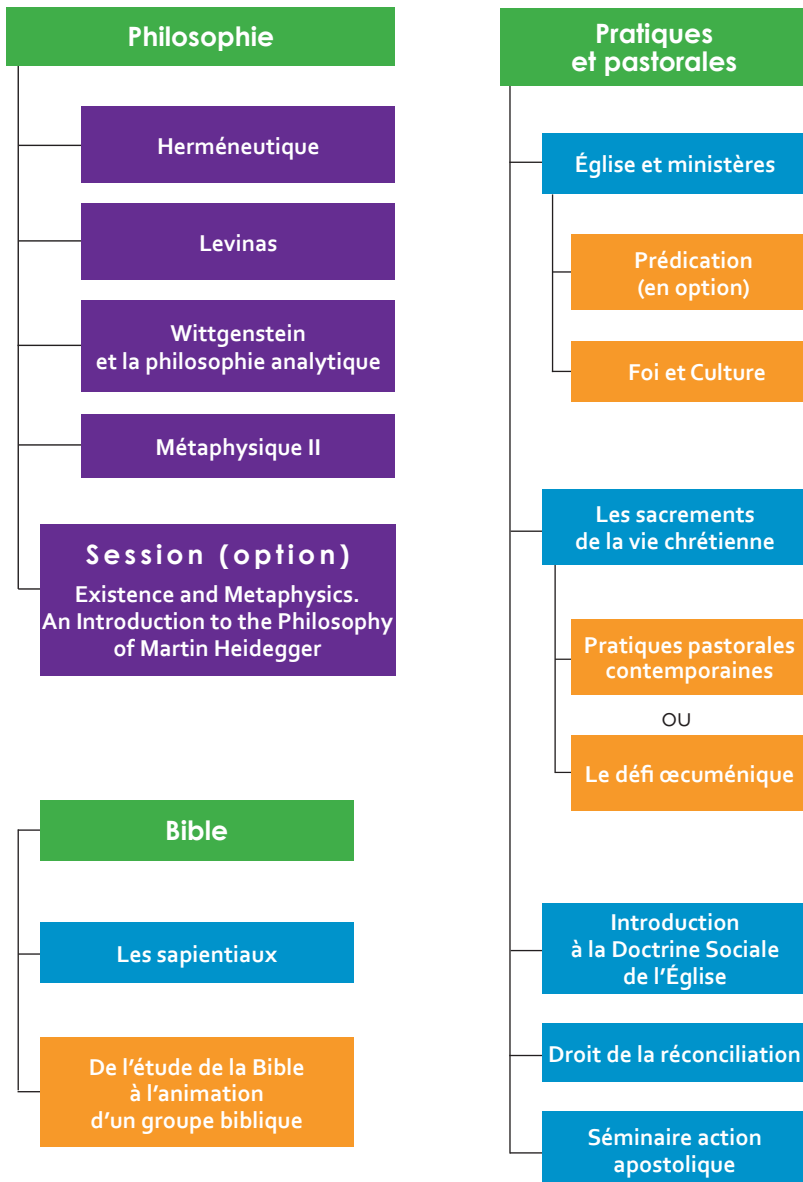 Philosophie
Herméneutique
Levinas
Wittgenstein
et la philosophie analytique
Métaphysique II
Session (option)
Existence and Metaphysics.
An Introduction to the Philosophy
of Martin Heidegger
Bible
Les sapientiaux
De l’étude de la Bible
à l’animation
d’un groupe biblique
Pratiques
et pastorales
Église et ministères
Prédication
(en option)
Foi et Culture
Les sacrements
de la vie chrétienne
Pratiques pastorales
contemporaines
OU
Le défi œcuménique
Introduction
à la Doctrine Sociale
de l’Église
Droit de la réconciliation
Séminaire action
apostolique